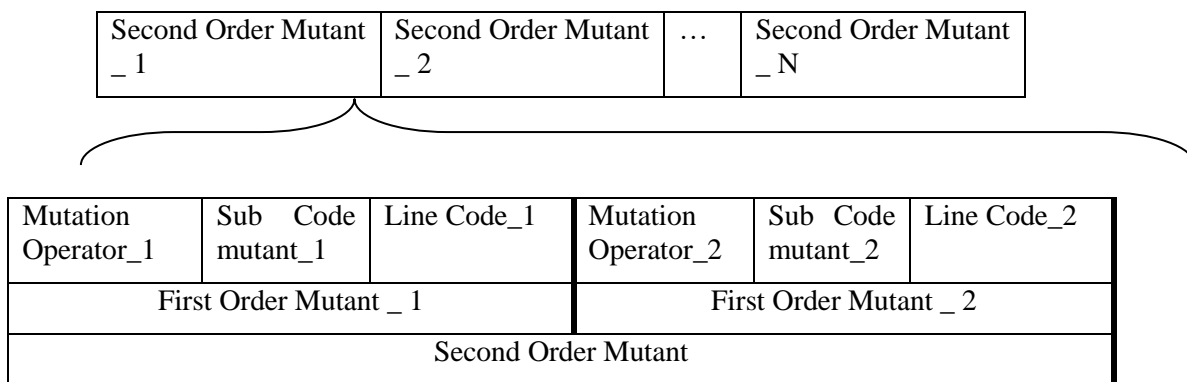 Second Order Mutant Second Order Mutant … Second Order Mutant
_ 1 _ 2 _ N
Mutation Sub Code Line Code_1 Mutation Sub Code Line Code_2
Operator_1 mutant_1 Operator_2 mutant_2
First Order Mutant _ 1 First Order Mutant _ 2
Second Order Mutant